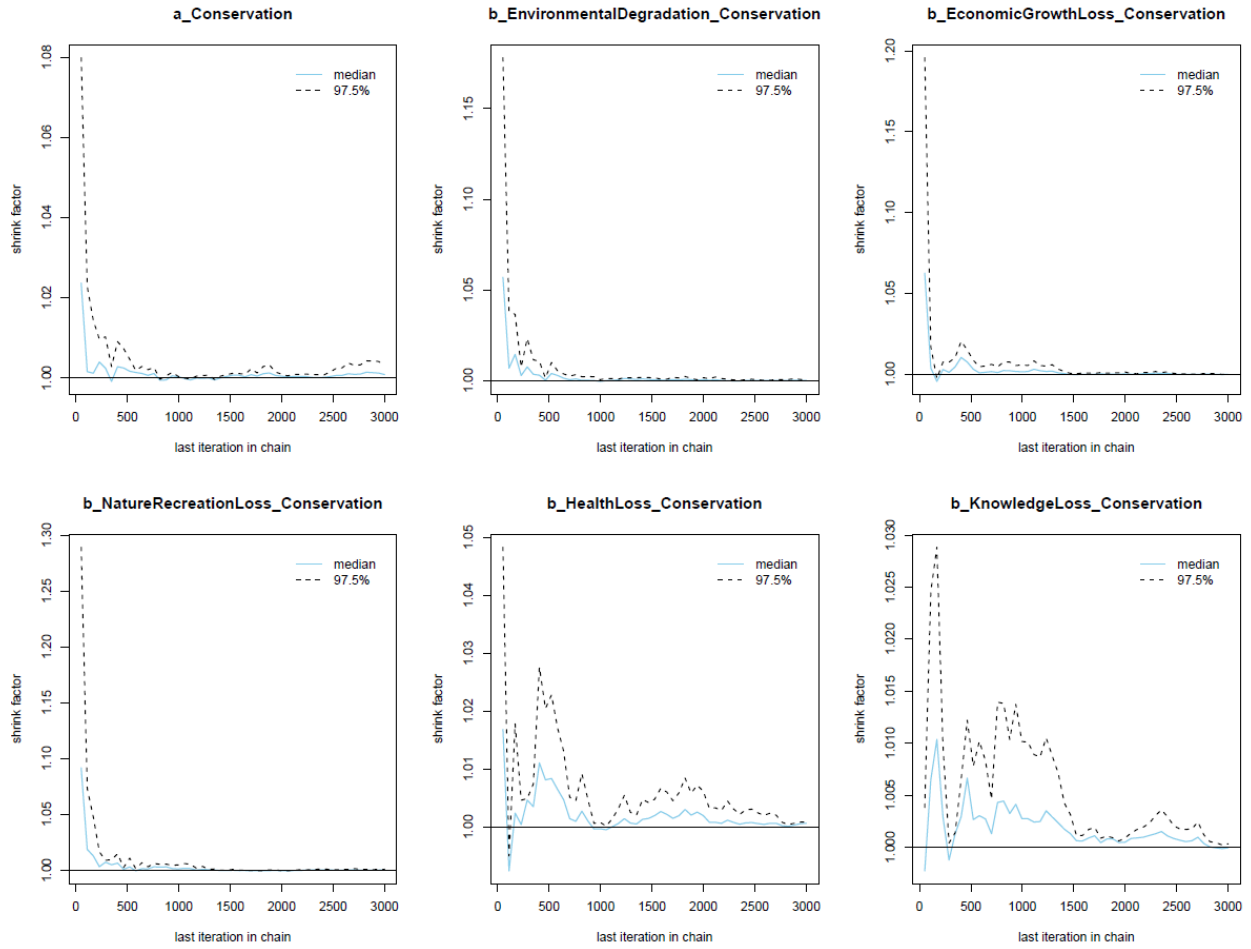 a_Conservation
b_EnvironmentalDegradation_Conservation
b_EconomicGrowthLoss_Conservation
shrink factor
1.00 1.02 1.04 1.06 1.08
median
97.5%
0 500 1000 1500 2000 2500 3000
last iteration in chain
shrink factor
1.00 1.05 1.10 1.15
median
97.5%
0 500 1000 1500 2000 2500 3000
last iteration in chain
shrink factor
1.00 1.05 1.10 1.15 1.20
median
97.5%
0 500 1000 1500 2000 2500 3000
last iteration in chain
b_NatureRecreationLoss_Conservation
b_HealthLoss_Conservation
b_KnowledgeLoss_Conservation
shrink factor
1.00 1.05 1.10 1.15 1.20 1.25 1.30
median
97.5%
0 500 1000 1500 2000 2500 3000
last iteration in chain
shrink factor
1.00 1.01 1.02 1.03 1.04 1.05
median
97.5%
0 500 1000 1500 2000 2500 3000
last iteration in chain
shrink factor
1.000 1.005 1.010 1.015 1.020 1.025 1.030
median
97.5%
0 500 1000 1500 2000 2500 3000
last iteration in chain